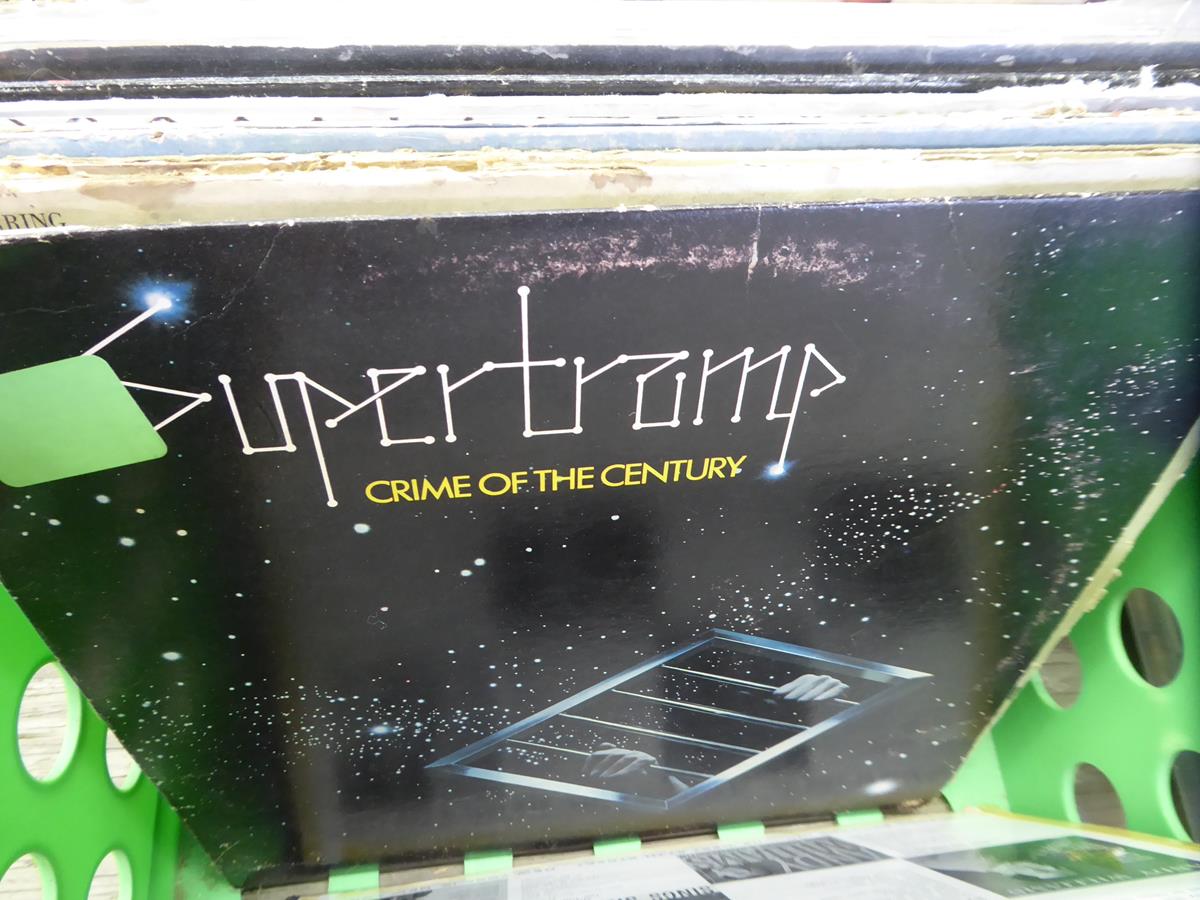 RING
Supertramp
CRIME OF THE CENTURY